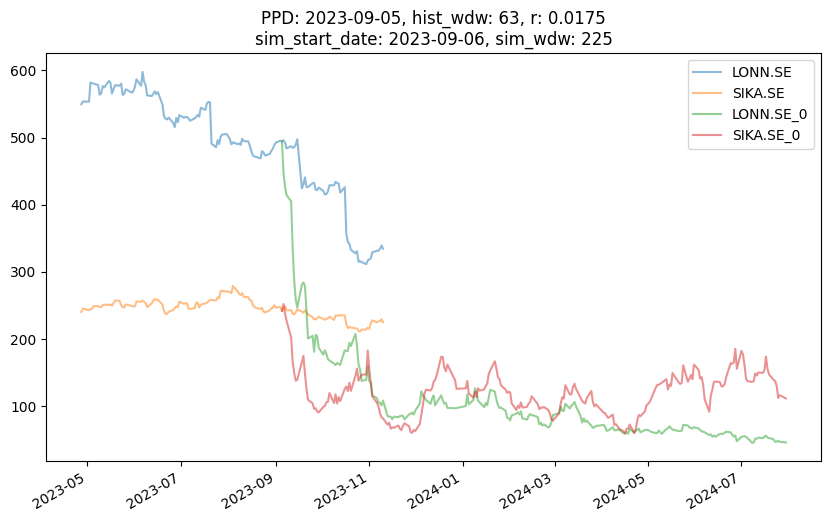 PPD: 2023-09-05, hist_wdw: 63, r: 0.0175
sim_start_date: 2023-09-06, sim_wdw: 225
LONN.SE
SIKA.SE
LONN.SE_0
SIKA.SE_0
600
500
400
300
200
100
2023-05
2023-07
2023-09
2023-11
2024-01
2024-03
2024-05
2024-07